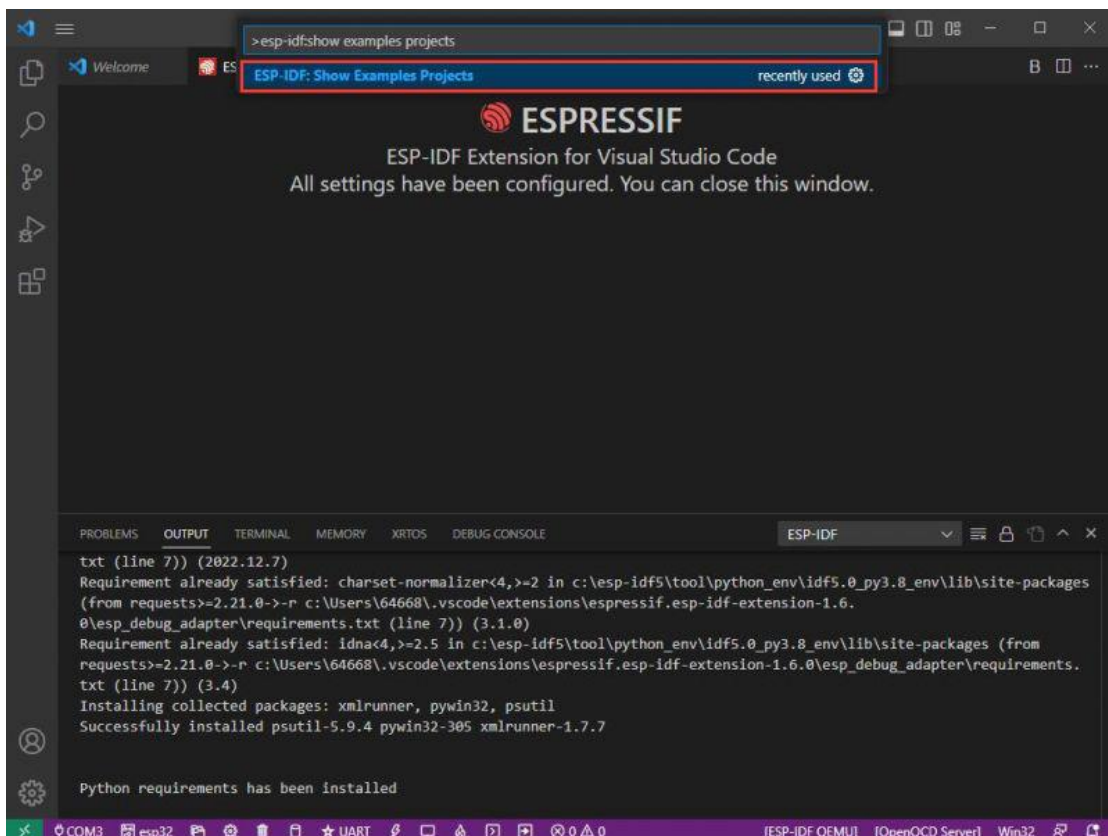 >esp-idf:show examples projects
Welcome
ES
ESP-IDF: Show Examples Projects recently used
B
ESPRESSIF
ESP-IDF Extension for Visual Studio Code
All settings have been configured. You can close this window.
PROBLEMS OUTPUT TERMINAL MEMORY XRTOS DEBUG CONSOLE ESP-IDF
txt (line 7)) (2022.12.7)
Requirement already satisfied: charset-normalizer<4,>=2 in c:\esp-idf5\tool\python_env\idf5.0_py3.8_env\lib\site-packages
(from requests>=2.21.0->-r c:\Users\64668\.vscode\extensions\espressif.esp-idf-extension-1.6.
0\esp_debug_adapter\requirements.txt (line 7)) (3.1.0)
Requirement already satisfied: idna<4,>=2.5 in c:\esp-idf5\tool\python_env\idf5.0_py3.8_env\lib\site-packages (from
requests>=2.21.0->-r c:\Users\64668\.vscode\extensions\espressif.esp-idf-extension-1.6.0\esp_debug_adapter\requirements.
txt (line 7)) (3.4)
Installing collected packages: xmlrunner, pywin32, psutil
Successfully installed psutil-5.9.4 pywin32-305 xmlrunner-1.7.7
Python requirements has been installed
COM3 esp32 UART 0 0 [ESP-IDF QEMU] [OpenOCD Server] Win32